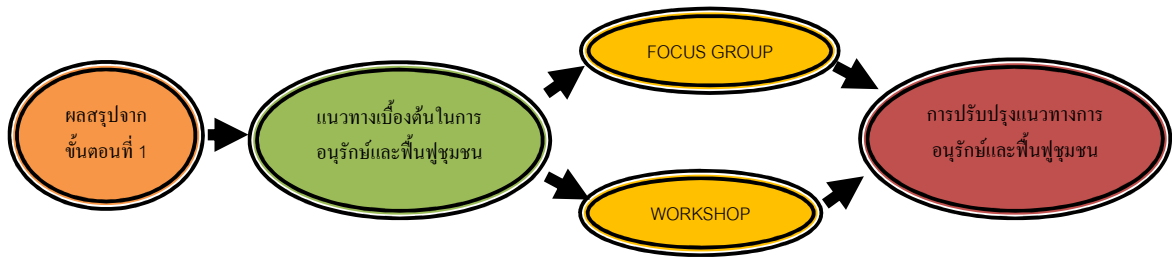 ผลสรุปจาก
ขั้นตอนที่ 1
แนวทางเบื้องต้นในการ
อนุรักษ์และฟื้นฟูชุมชน
FOCUS GROUP
WORKSHOP
การปรับปรุงแนวทางการ
อนุรักษ์และฟื้นฟูชุมชน